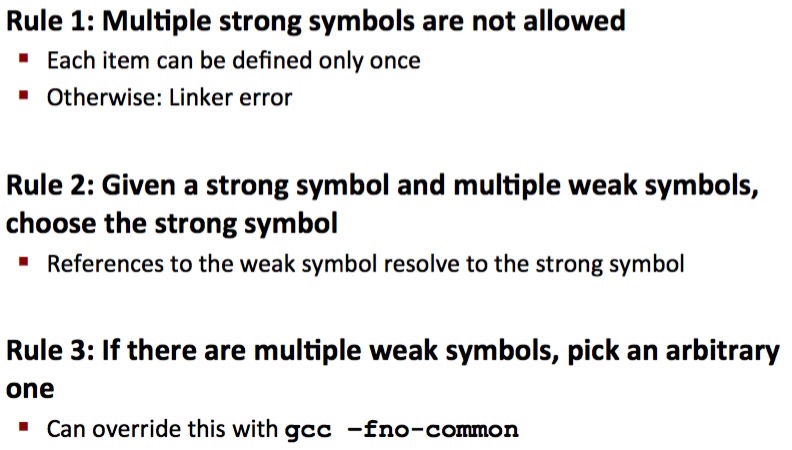 Rule 1: Multiple strong symbols are not allowed
▪ Each item can be defined only once
▪ Otherwise: Linker error
Rule 2: Given a strong symbol and multiple weak symbols,
choose the strong symbol
▪ References to the weak symbol resolve to the strong symbol
Rule 3: If there are multiple weak symbols, pick an arbitrary
one
▪ Can override this with gcc –fno-common